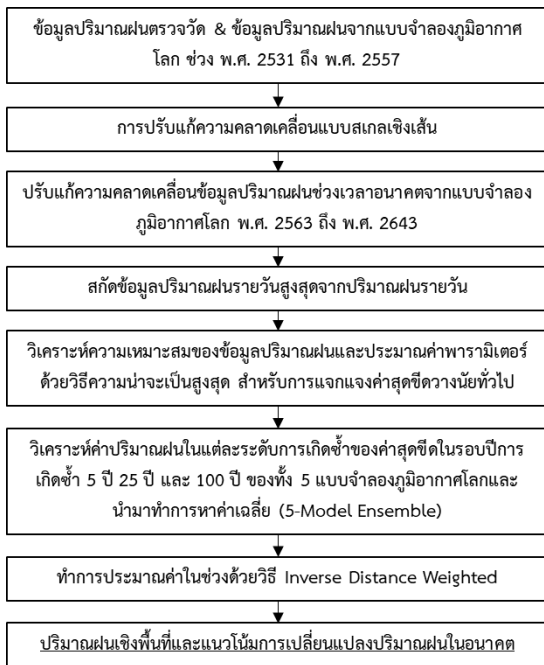 ข้อมูลปริมาณฝนตรวจวัด & ข้อมูลปริมาณฝนจากแบบจำลองภูมิอากาศ
โลก ช่วง พ.ศ. 2531 ถึง พ.ศ. 2557
การปรับแก้ความคลาดเคลื่อนแบบสเกลเชิงเส้น
ปรับแก้ความคลาดเคลื่อนข้อมูลปริมาณฝนช่วงเวลาอนาคตจากแบบจำลอง
ภูมิอากาศโลก พ.ศ. 2563 ถึง พ.ศ. 2643
สกัดข้อมูลปริมาณฝนรายวันสูงสุดจากปริมาณฝนรายวัน
วิเคราะห์ความเหมาะสมของข้อมูลปริมาณฝนและประมาณค่าพารามิเตอร์
ด้วยวิธีความน่าจะเป็นสูงสุด สำหรับการแจกแจงค่าสุดขีดวางนัยทั่วไป
วิเคราะห์ค่าปริมาณฝนในแต่ละระดับการเกิดซ้ำของค่าสุดขีดในรอบปีการ
เกิดซ้ำ 5 ปี 25 ปี และ 100 ปี ของทั้ง 5 แบบจำลองภูมิอากาศโลกและ
นำมาทำการหาค่าเฉลี่ย (5-Model Ensemble)
ทำการประมาณค่าในช่วงด้วยวิธี Inverse Distance Weighted
ปริมาณฝนเชิงพื้นที่และแนวโน้มการเปลี่ยนแปลงปริมาณฝนในอนาคต